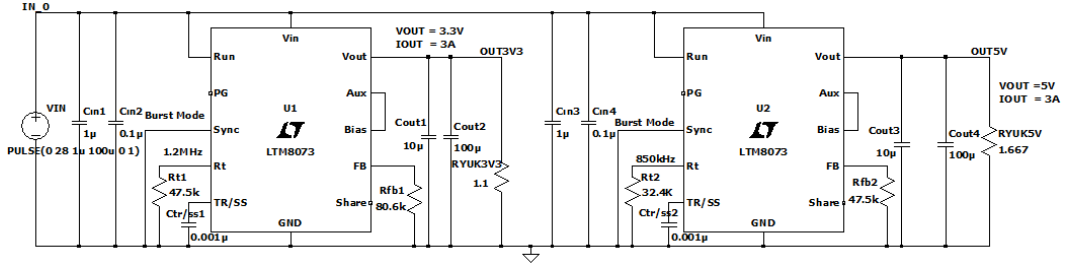 IN_0
VIN
PULSE(0 28 1u 100u 0 1)
Cın1
1µ
Cın2
0.1µ
Vin
Run
PG
Sync
Rt
TR/SS
GND
U1
LTM8073
Vout
Aux
Bias
FB
Share
Burst Mode
1.2MHz
Rt1
47.5k
Ctr/ss1
0.001µ
VOUT = 3.3V
IOUT = 3A
OUT3V3
Cout1
10µ
Cout2
100µ
RYUK3V3
1.1
Rfb1
80.6k
Cın3
1µ
Cın4
0.1µ
Vin
Run
PG
Sync
Rt
TR/SS
GND
U2
LTM8073
Vout
Aux
Bias
FB
Share
Burst Mode
850kHz
Rt2
32.4K
Ctr/ss2
0.001µ
OUT5V
VOUT =5V
IOUT = 3A
Cout3
10µ
Cout4
100µ
RYUK5V
1.667
Rfb2
47.5k